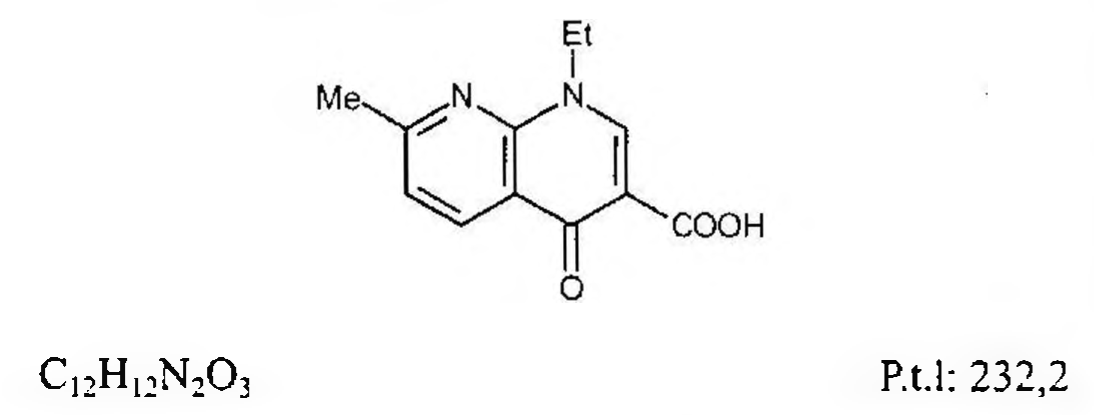 Et
Me N N
COOH
O
C₁₂H₁₂N₂O₃ P.t.l: 232,2